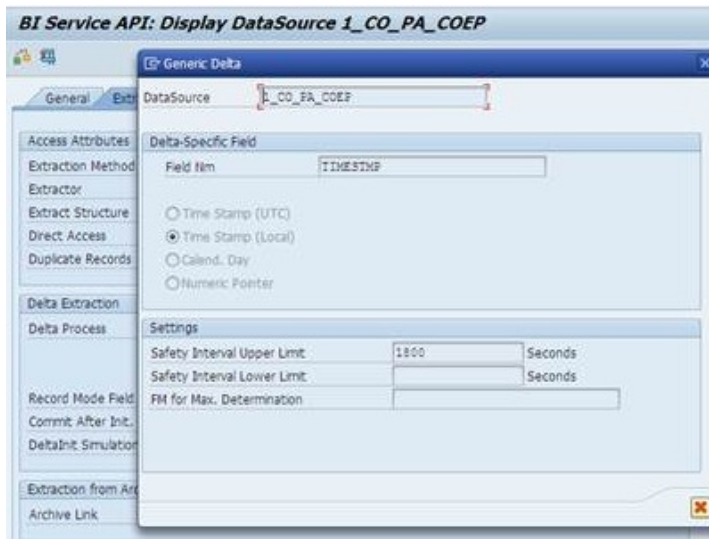 BI Service API: Display DataSource 1_CO_PA_COEP
Generic Delta
General
Extr
DataSource
1_CO_PA_COEP
Access Attributes
Extraction Method
Extractor
Extract Structure
Direct Access
Duplicate Records
Delta Extraction
Delta Process
Record Mode Field
Commit After Init.
DeltaInit Simulation
Extraction from Arc
Archive Link
Delta-Specific Field
Field Nm
TIMESTMP
Time Stamp (UTC)
Time Stamp (Local)
Calend. Day
Numeric Pointer
Settings
Safety Interval Upper Limit
1800
Seconds
Safety Interval Lower Limit
Seconds
FM for Max. Determination